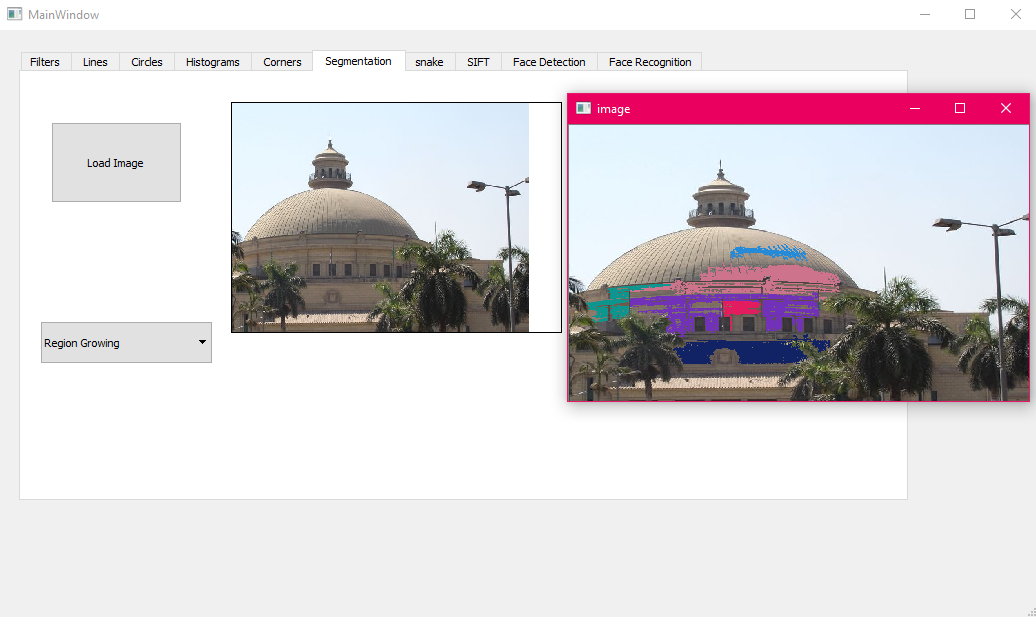 MainWindow
Filters
Lines
Circles
Histograms
Corners
Segmentation
snake
SIFT
Face Detection
Face Recognition
image
Load Image
Region Growing